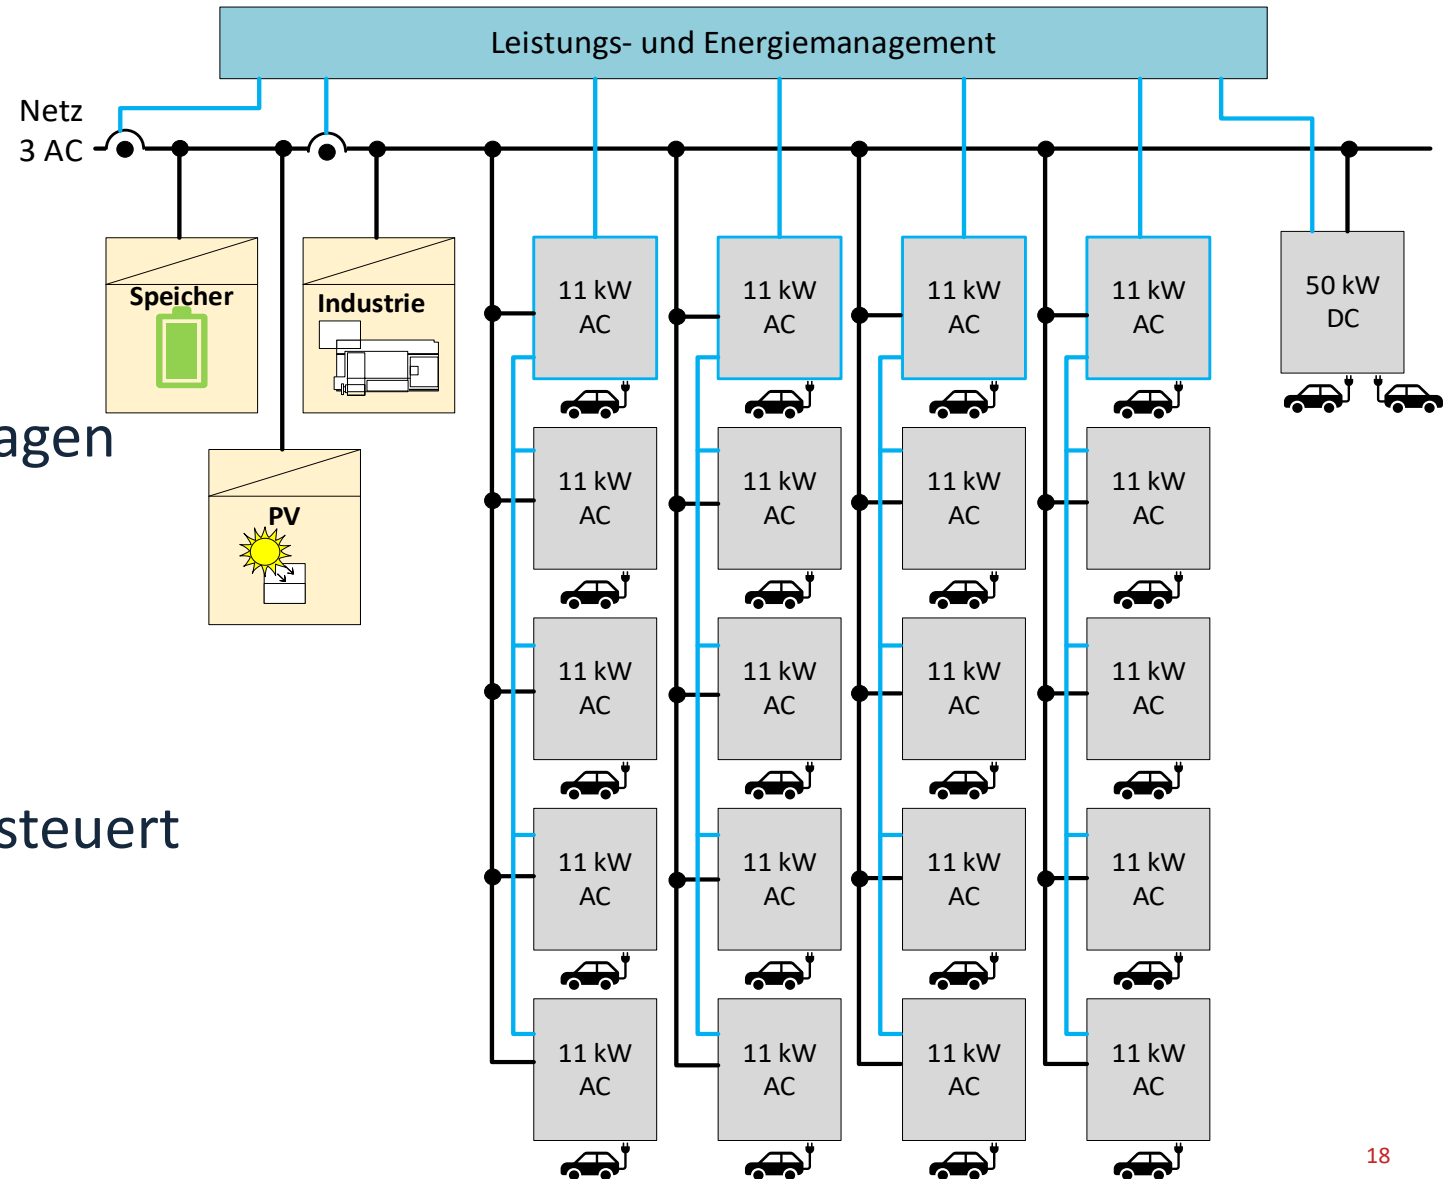 Leistungs- und Energiemanagement
Netz
3 AC
Speicher
Industrie
11 kW
AC
11 kW
AC
11 kW
AC
11 kW
AC
50 kW
DC
agen
PV
11 kW
AC
11 kW
AC
11 kW
AC
11 kW
AC
11 kW
AC
11 kW
AC
11 kW
AC
11 kW
AC
steuert
11 kW
AC
11 kW
AC
11 kW
AC
11 kW
AC
11 kW
AC
11 kW
AC
11 kW
AC
11 kW
AC
18